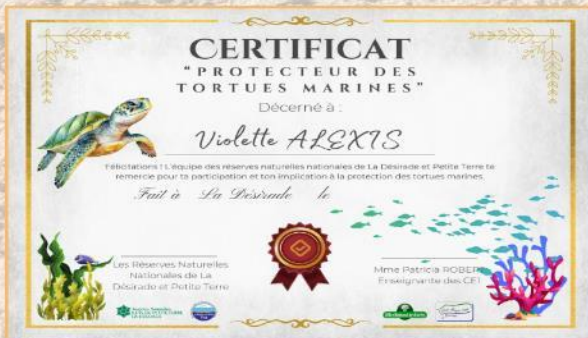 CERTIFICAT
"PROTECTEUR DES
TORTUES MARINES"
Décerné à :
Violette ALEXIS
Félicitations ! L'équipe des réserves naturelles nationales de La Désirade et Petite Terre te
remercie pour ta participation et ton implication à la protection des tortues marines.
Fait à La Désirade le
Les Réserves Naturelles
Nationales de La
Désirade et Petite Terre
Mme Patricia ROBER
Enseignante des CE1